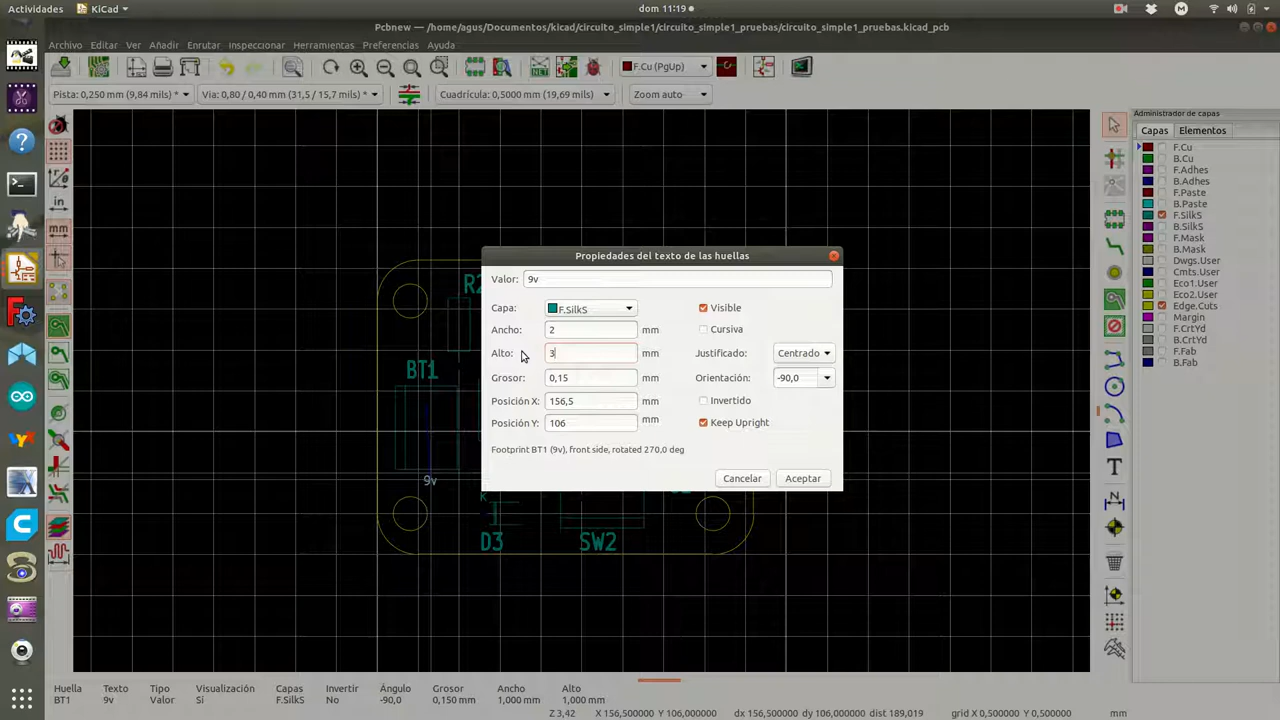 Actividades
KiCad
dom 11:19
M
Pcbnew — /home/agus/Documentos/kicad/circuito_simple1/circuito_simple1_pruebas/circuito_simple1_pruebas.kicad_pcb
Archivo Editar Ver Añadir Enrutar Inspeccionar Herramientas Preferencias Ayuda
NET
F.Cu (PgUp)
Pista: 0,250 mm (9,84 mils) *
Via: 0,80 / 0,40 mm (31,5 / 15,7 mils) *
Cuadrícula: 0,5000 mm (19,69 mils)
Zoom auto
in
mm
Administrador de capas
Capas Elementos
F.Cu
B.Cu
F.Adhes
B.Adhes
F.Paste
B.Paste
F.SilkS
B.SilkS
F.Mask
B.Mask
Dwgs.User
Cmts.User
Eco1.User
Eco2.User
Edge.Cuts
Margin
F.CrtYd
B.CrtYd
F.Fab
B.Fab
T
N
BT1
9v
K
D3
SW2
Propiedades del texto de las huellas
Valor: 9v
Capa: F.SilkS
Visible
Ancho: 2 mm
Cursiva
Alto: 3 mm
Justificado: Centrado
Grosor: 0,15 mm
Orientación: -90,0
Posición X: 156,5 mm
Invertido
Posición Y: 106 mm
Keep Upright
Footprint BT1 (9v), front side, rotated 270,0 deg
Cancelar Aceptar
Huella Texto Tipo Visualización Capas Invertir Ángulo Grosor Ancho Alto
BT1 9v Valor Sí F.SilkS No -90,0 0,150 mm 1,000 mm 1,000 mm
Z 3,42 X 156,500000 Y 106,000000 dx 156,500000 dy 106,000000 dist 189,019 grid X 0,500000 Y 0,500000 mm